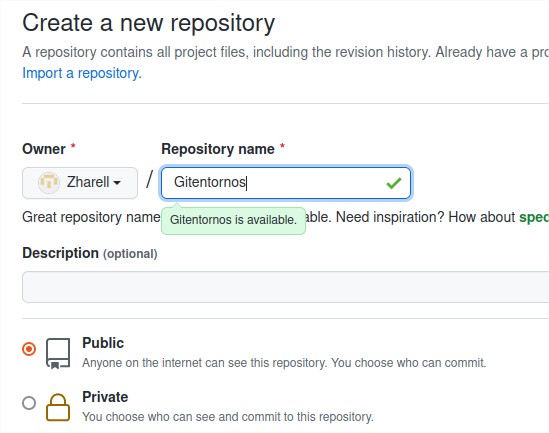 Create a new repository
A repository contains all project files, including the revision history. Already have a
Import a repository.
Owner *
Repository name *
Zharell / Gitentornos
Great repository name Need inspiration? How about
Gitentornos is available.
Description (optional)
Public
Anyone on the internet can see this repository. You choose who can commit.
Private
You choose who can see and commit to this repository.